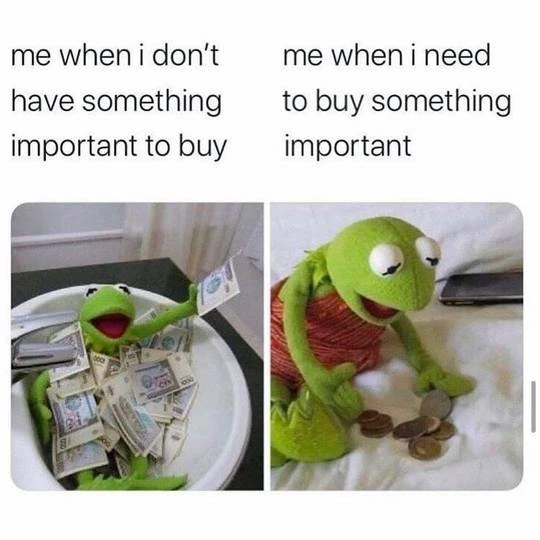 me when i don't
have something
important to buy
me when i need
to buy something
important